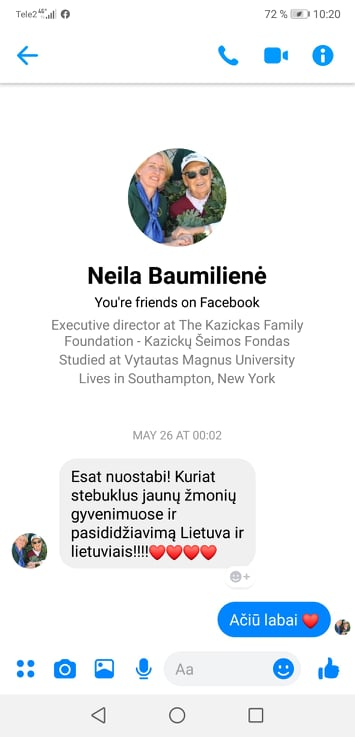 Tele2 4G
72 % 10:20
Neila Baumilienė
You're friends on Facebook
Executive director at The Kazickas Family
Foundation - Kazickų Šeimos Fondas
Studied at Vytautas Magnus University
Lives in Southampton, New York
MAY 26 AT 00:02
Esat nuostabi! Kuriat
stebuklus jaunų žmonių
gyvenimuose ir
pasididžiavimą Lietuva ir
lietuviais!!!!❤️❤️❤️❤️
Ačiū labai ❤️
Aa